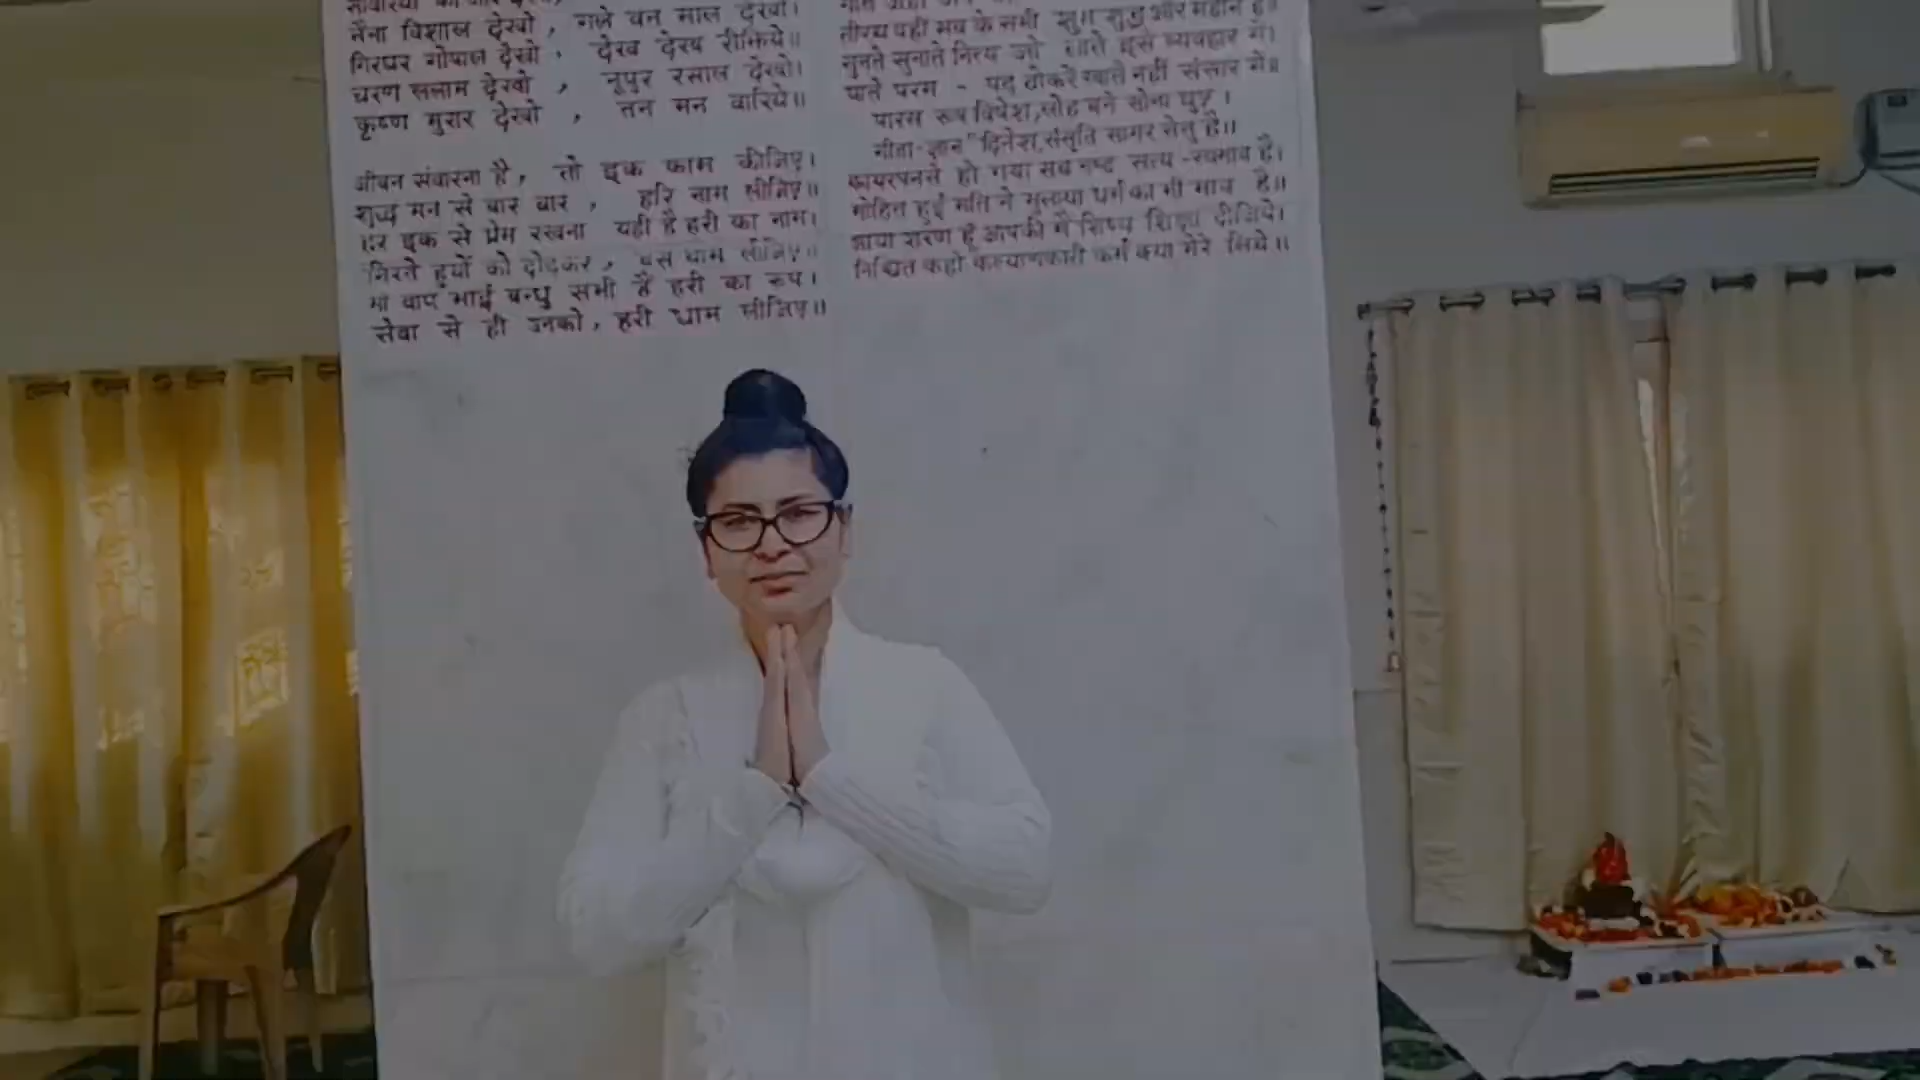 नैना विशाल देखो, गले वन माल देखो।
गिरधर गोपाल देखो, देख देख रीझिये॥
चरण ललाम देखो, नूपुर रसाल देखो।
कृष्ण मुरार देखो, तन मन वारिये॥
जीवन संवारना है, तो इक काम कीजिए।
शुद्ध मन से बार बार, हरि नाम लीजिए॥
हर इक से प्रेम रखना यही है हरी का नाम।
गिरते हुयों को दौड़कर, बस थाम लीजिए॥
मां बाप भाई बन्धु सभी हैं हरी का रूप।
सेवा से ही उनको, हरी धाम लीजिए॥
सुनते सुनाते नित्य जो लाते इसे व्यवहार में।
पाते परम - पद ठोकरें खाते नहीं संसार में॥
पारस रूप विशेष, लोह बने सोना छुए।
गीता-ज्ञान "दिनेश, संसृति सागर सेतु है॥
कायरपनसे हो गया सब नष्ट सत्य - स्वभाव है।
मोहित हुई मति ने भुलाया धर्म का भी भाव है॥
आया शरण हूँ आपकी मैं शिष्य शिक्षा दीजिये।
निश्चित कहो कल्याणकारी कर्म क्या मेरे लिये॥